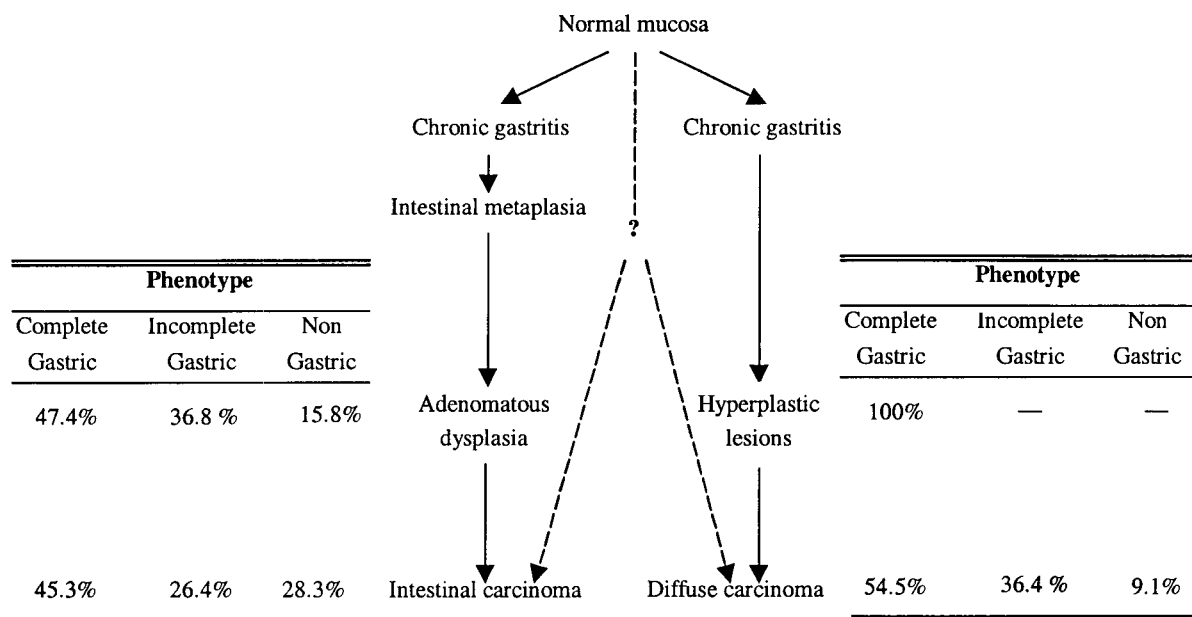 Normal mucosa
Chronic gastritis Chronic gastritis
Intestinal metaplasia
?
Phenotype
Complete Incomplete Non
Gastric Gastric Gastric
47.4% 36.8 % 15.8%
45.3% 26.4% 28.3%
Adenomatous
dysplasia
Intestinal carcinoma
Hyperplastic
lesions
Diffuse carcinoma
Phenotype
Complete Incomplete Non
Gastric Gastric Gastric
100% — —
54.5% 36.4 % 9.1%